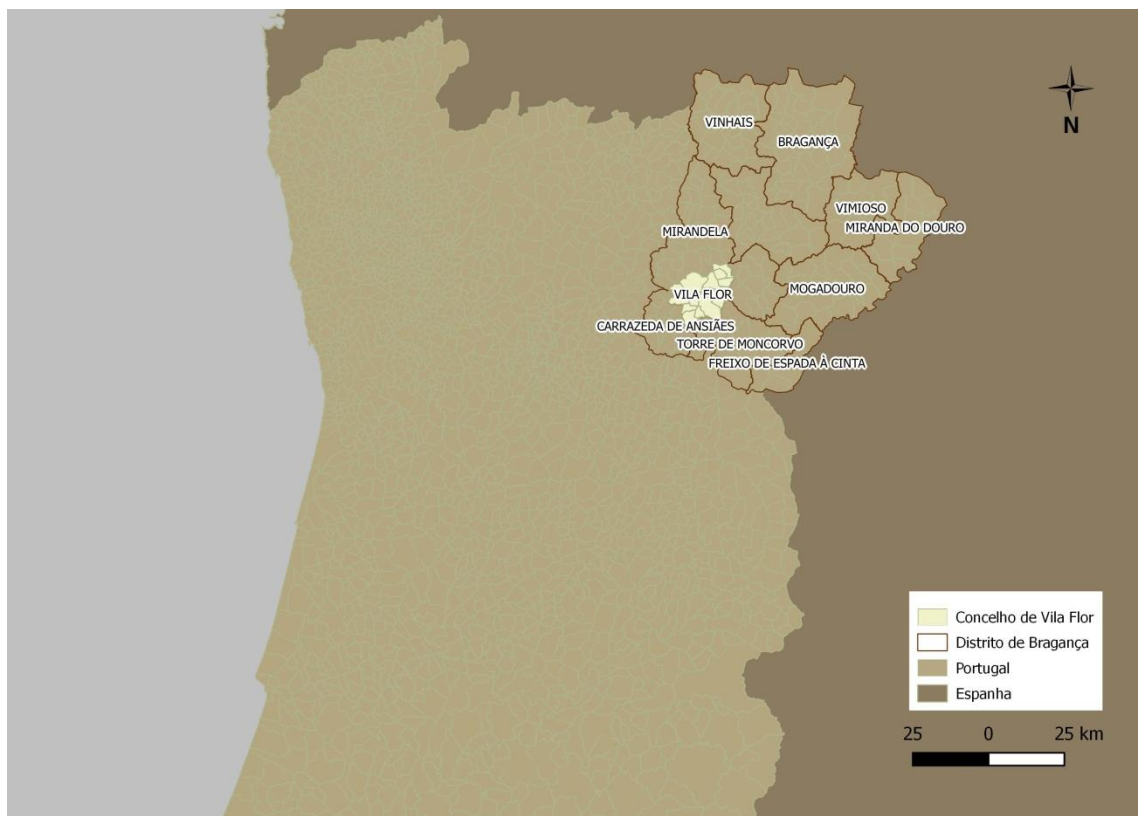 VINHAIS
BRAGANÇA
N
VIMIOSO
MIRANDA DO DOURO
MIRANDELA
MOGADOURO
VILA FLOR
CARRAZEDA DE ANSIÃES
TORRE DE MONCORVO
FREIXO DE ESPADA À CINTA
Concelho de Vila Flor
Distrito de Bragança
Portugal
Espanha
25 0 25 km